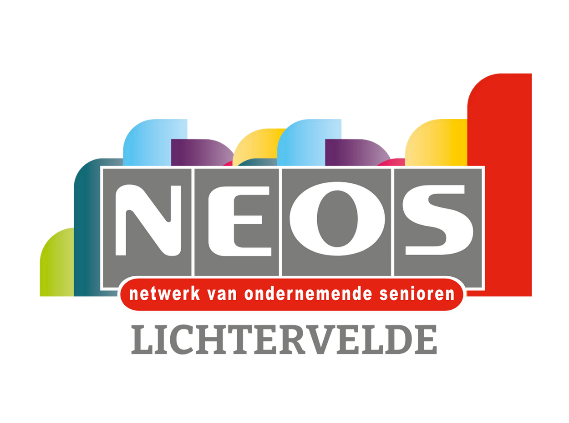 NEOS
netwerk van ondernemende senioren
LICHTERVELDE